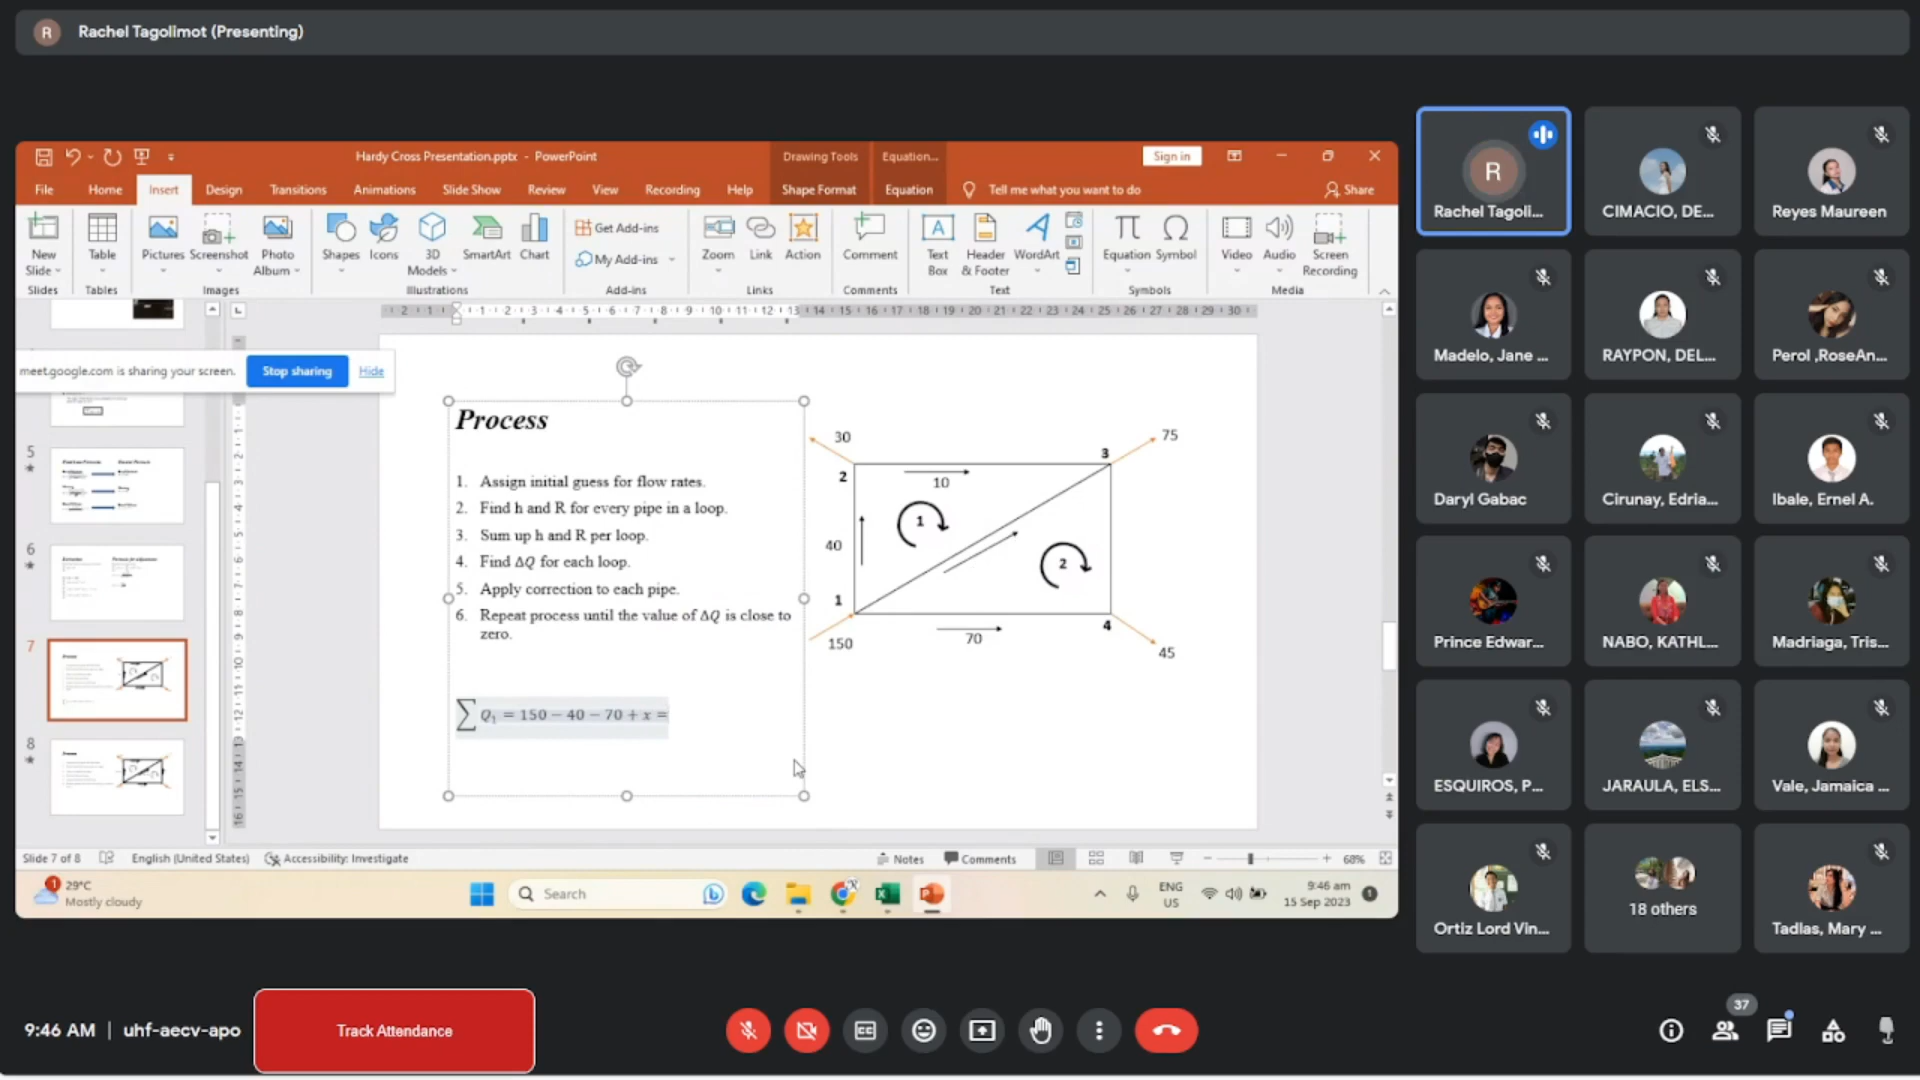 R Rachel Tagolimot (Presenting)
Hardy Cross Presentation.pptx - PowerPoint
Drawing Tools
Equation...
Sign in
File Home Insert Design Transitions Animations Slide Show Review View Recording Help Shape Format Equation Tell me what you want to do Share
New Slide
Table
Pictures
Screenshot
Photo Album
Shapes
Icons
3D Models
SmartArt
Chart
Get Add-ins
My Add-ins
Zoom
Link
Action
Comment
Text Box
Header & Footer
WordArt
Equation
Symbol
Video
Audio
Screen Recording
Slides Tables Images Illustrations Add-ins Links Comments Text Symbols Media
meet.google.com is sharing your screen. Stop sharing Hide
5
6
7
8
Process
1. Assign initial guess for flow rates.
2. Find h and R for every pipe in a loop.
3. Sum up h and R per loop.
4. Find ΔQ for each loop.
5. Apply correction to each pipe.
6. Repeat process until the value of ΔQ is close to
zero.
∑ Q₁ = 150 − 40 − 70 + x =
30
75
2
3
10
1
40
2
1
4
150
70
45
Slide 7 of 8 English (United States) Accessibility: Investigate Notes Comments 68%
1
29°C
Mostly cloudy
Search
ENG
US
9:46 am
15 Sep 2023
1
R
Rachel Tagoli...
CIMACIO, DE...
Reyes Maureen
Madelo, Jane ...
RAYPON, DEL...
Perol ,RoseAn...
Daryl Gabac
Cirunay, Edria...
Ibale, Ernel A.
Prince Edwar...
NABO, KATHL...
Madriaga, Tris...
ESQUIROS, P...
JARAULA, ELS...
Vale, Jamaica ...
Ortiz Lord Vin...
18 others
Tadlas, Mary ...
9:46 AM | uhf-aecv-apo
Track Attendance
37